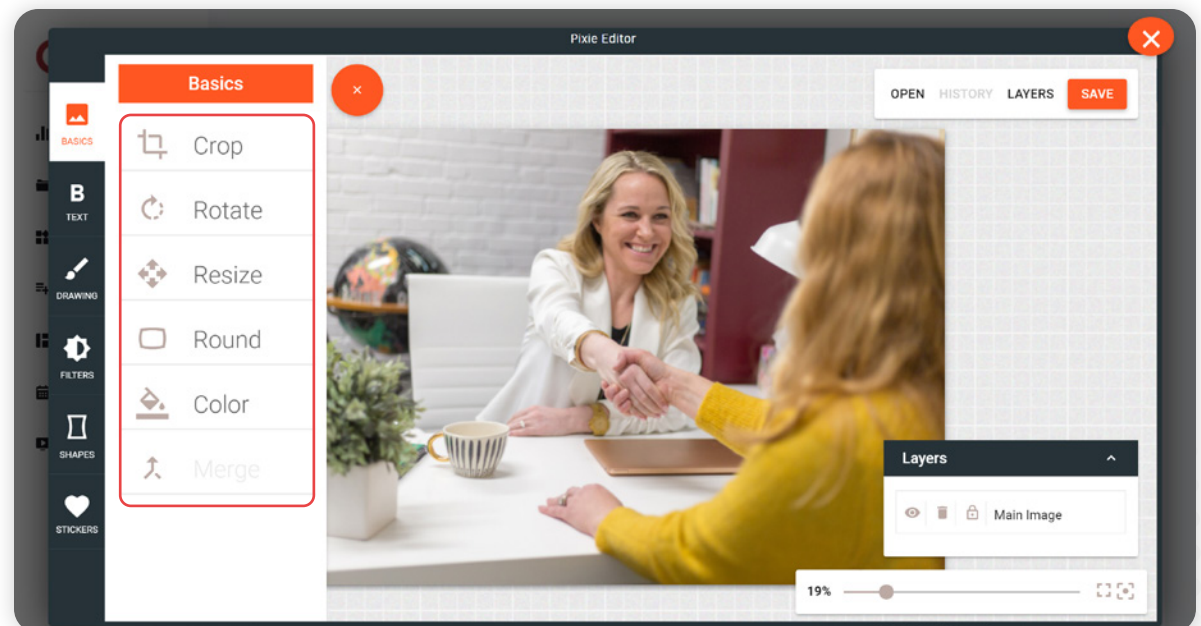 Pixie Editor
Basics
OPEN HISTORY LAYERS SAVE
BASICS
Crop
TEXT
Rotate
DRAWING
Resize
FILTERS
Round
SHAPES
Color
STICKERS
Merge
Layers
Main Image
19%